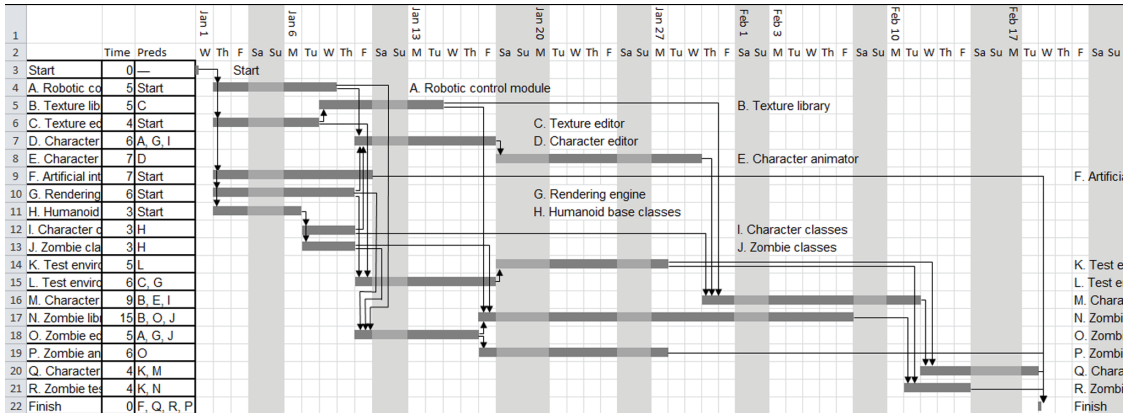 Jan 1 Jan 6 Jan 13 Jan 20 Jan 27 Feb 1 Feb 3 Feb 10 Feb 17
1
2 Time Preds W Th F Sa Su M Tu W Th F Sa Su M Tu W Th F Sa Su M Tu W Th F Sa Su M Tu W Th F Sa Su M Tu W Th F Sa Su M Tu W Th F Sa Su M Tu W Th F Sa Su
3 Start 0 — Start
4 A. Robotic co 5 Start A. Robotic control module
5 B. Texture lib 5 C B. Texture library
6 C. Texture ed 4 Start C. Texture editor
7 D. Character 6 A, G, I D. Character editor
8 E. Character 7 D E. Character animator
9 F. Artificial int 7 Start F. Artificia
10 G. Rendering 6 Start G. Rendering engine
11 H. Humanoid 3 Start H. Humanoid base classes
12 I. Character c 3 H I. Character classes
13 J. Zombie cla 3 H J. Zombie classes
14 K. Test enviro 5 L K. Test e
15 L. Test enviro 6 C, G L. Test e
16 M. Character 9 B, E, I M. Chara
17 N. Zombie libr 15 B, O, J N. Zombi
18 O. Zombie ed 5 A, G, J O. Zomb
19 P. Zombie an 6 O P. Zombi
20 Q. Character 4 K, M Q. Chara
21 R. Zombie tes 4 K, N R. Zombi
22 Finish 0 F, Q, R, P Finish